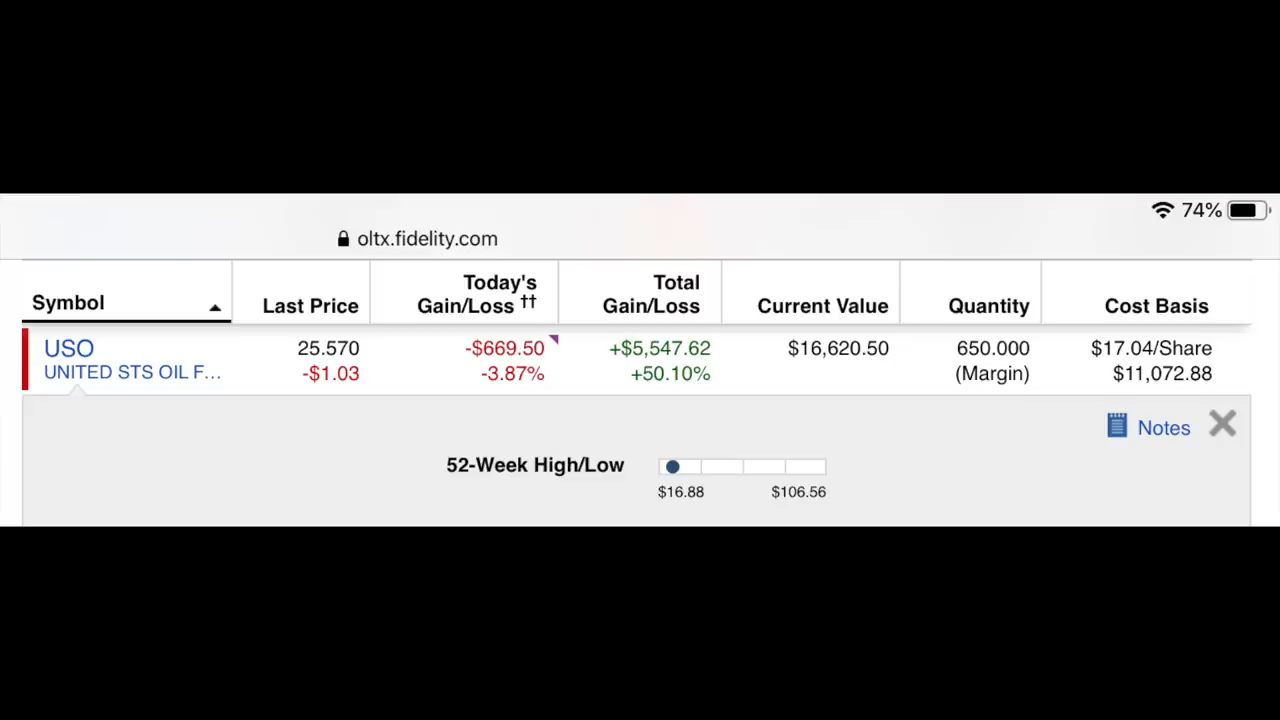 74%
oltx.fidelity.com
Symbol Last Price Today's Gain/Loss †† Total Gain/Loss Current Value Quantity Cost Basis
USO 25.570 -$669.50 +$5,547.62 $16,620.50 650.000 $17.04/Share
UNITED STS OIL F... -$1.03 -3.87% +50.10% (Margin) $11,072.88
Notes
52-Week High/Low
$16.88 $106.56